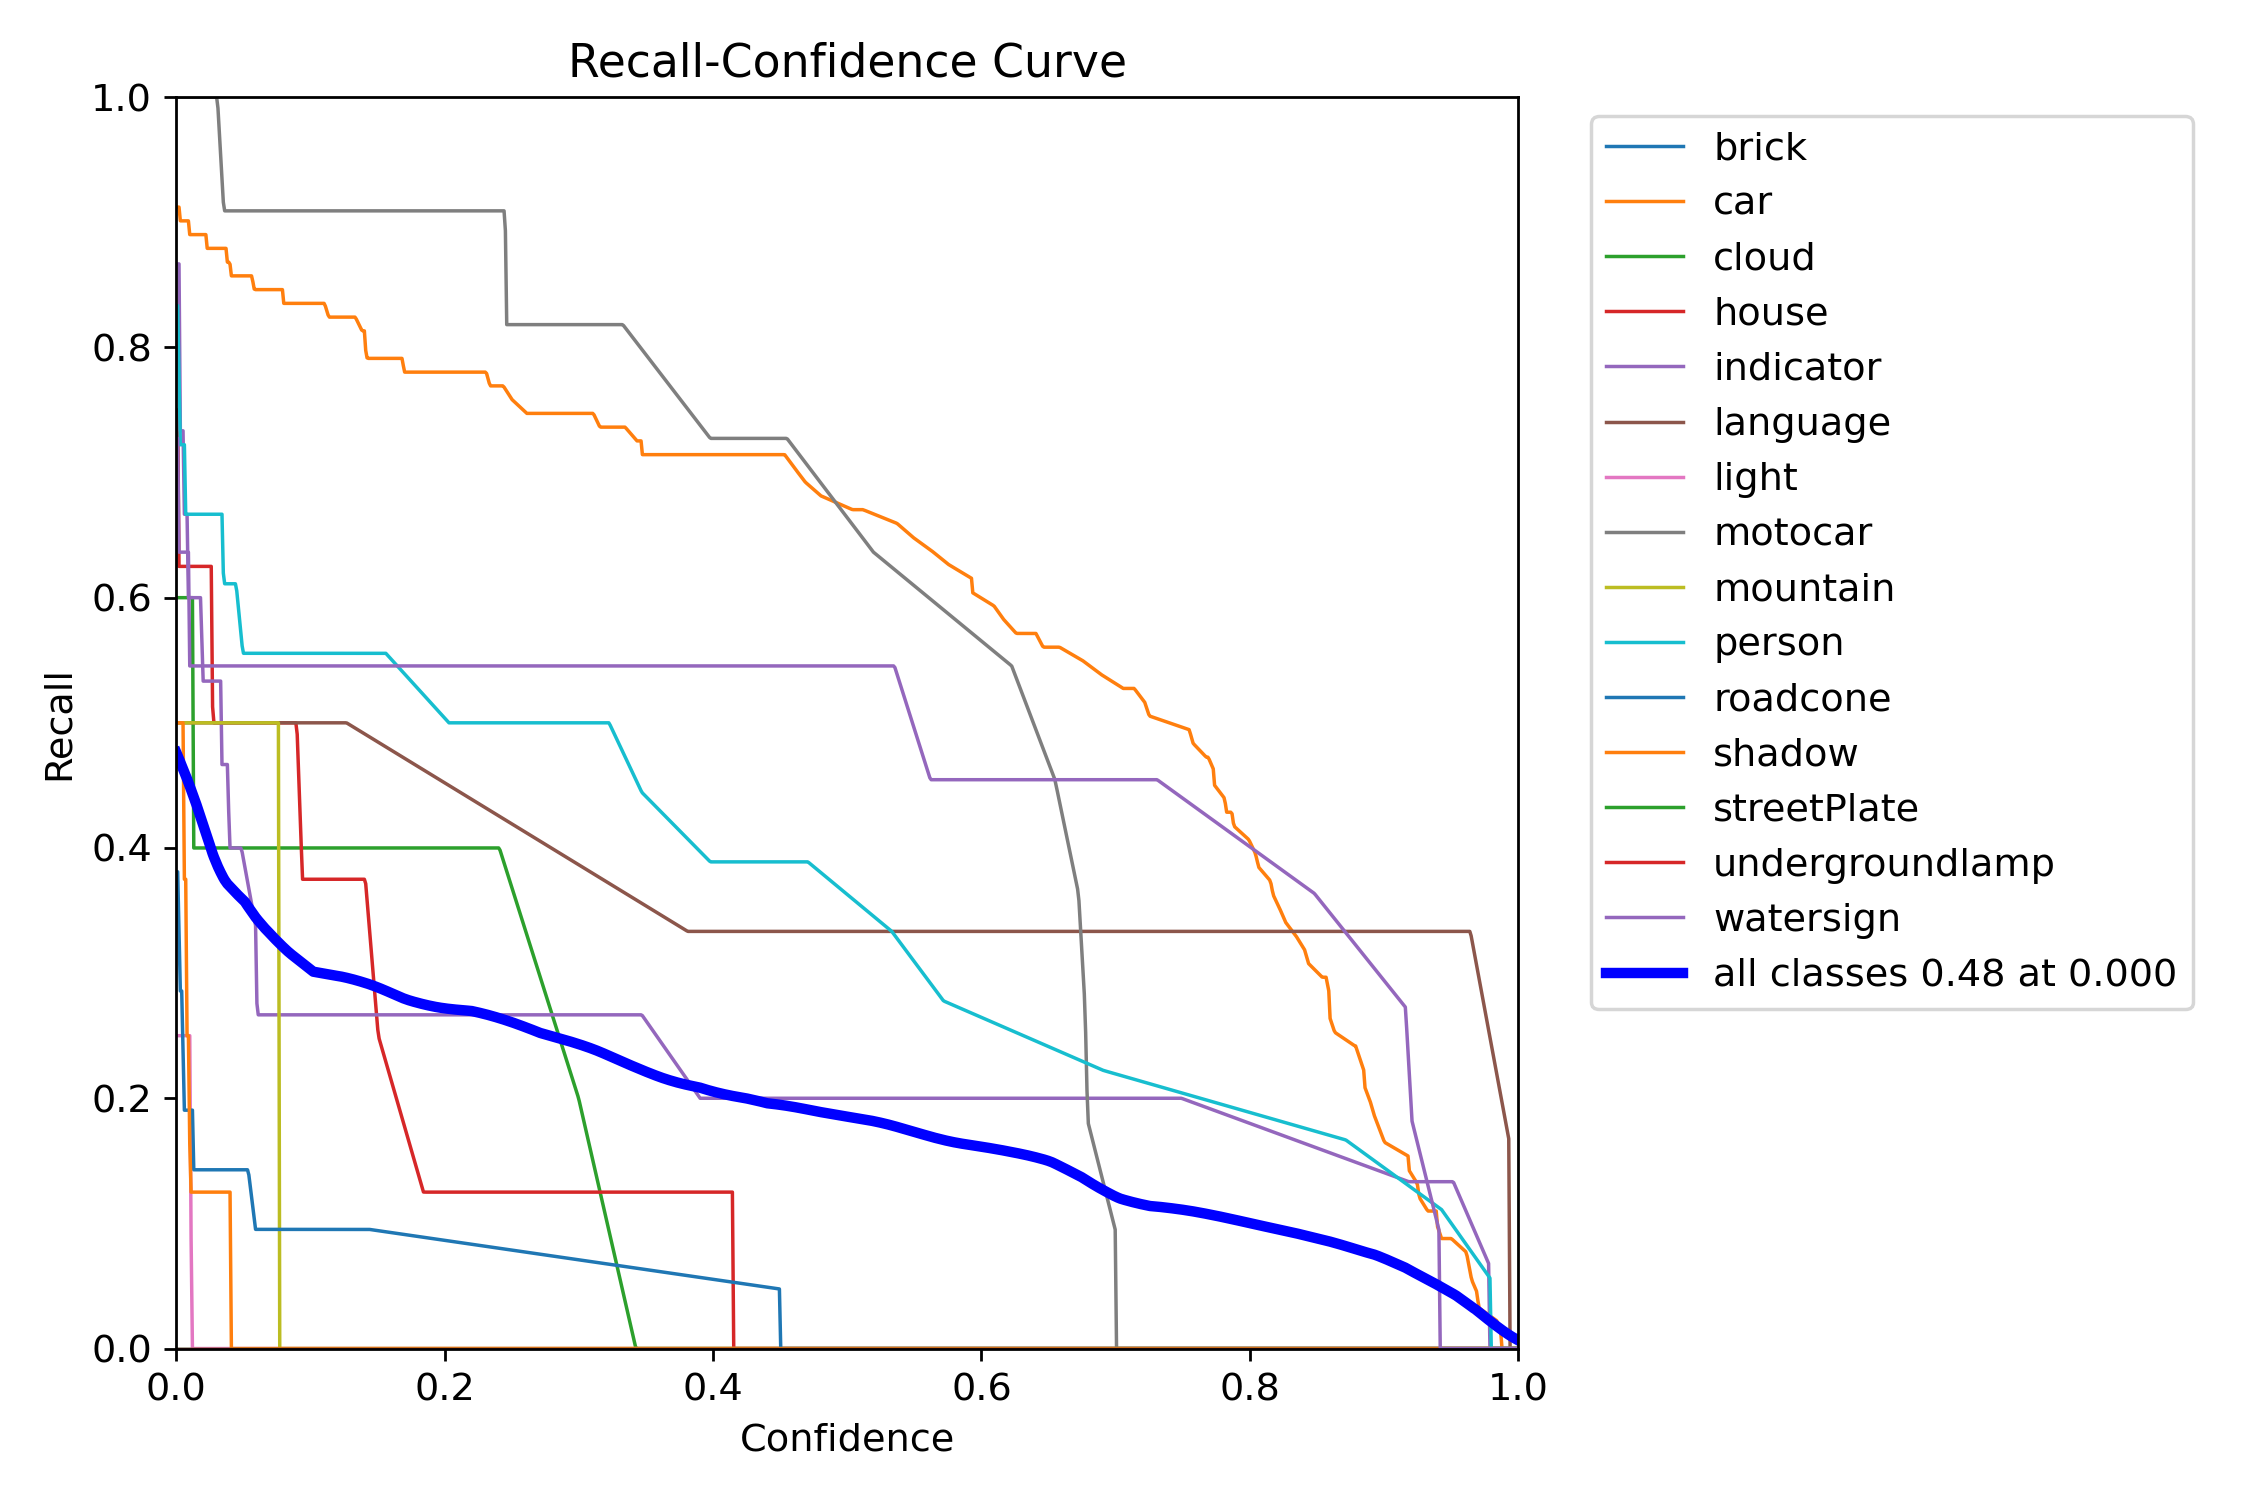 Recall-Confidence Curve
1.0
0.8
0.6
0.4
0.2
0.0
Recall
0.0 0.2 0.4 0.6 0.8 1.0
Confidence
brick
car
cloud
house
indicator
language
light
motocar
mountain
person
roadcone
shadow
streetPlate
undergroundlamp
watersign
all classes 0.48 at 0.000